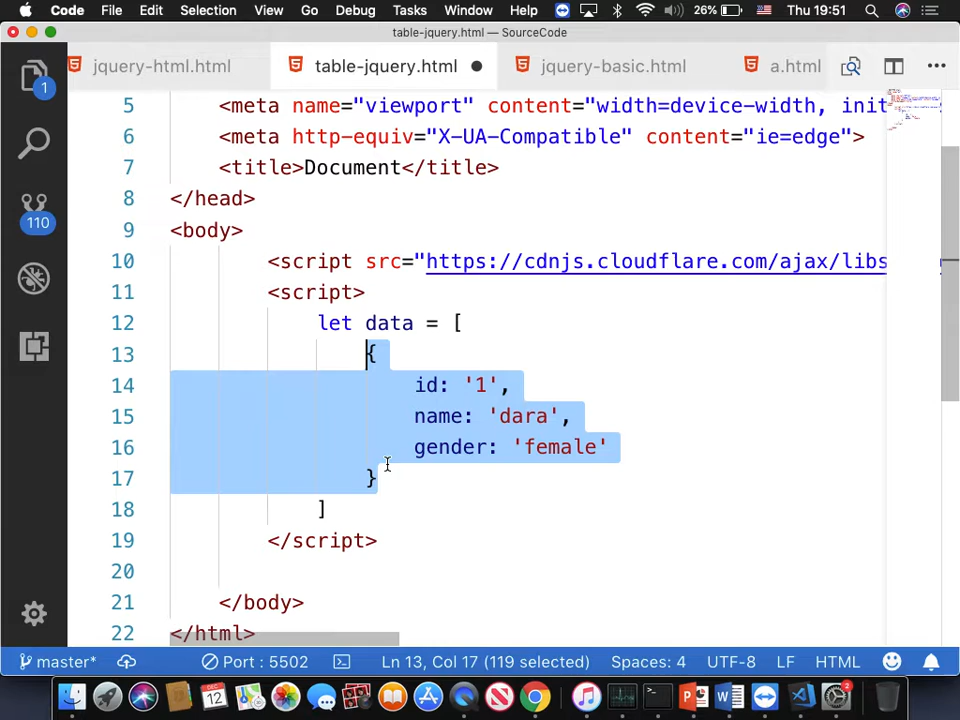 Code File Edit Selection View Go Debug Tasks Window Help 26% Thu 19:51
table-jquery.html — SourceCode
jquery-html.html table-jquery.html jquery-basic.html a.html
1
110
5 <meta name="viewport" content="width=device-width, init
6 <meta http-equiv="X-UA-Compatible" content="ie=edge">
7 <title>Document</title>
8 </head>
9 <body>
10 <script src="https://cdnjs.cloudflare.com/ajax/libs
11 <script>
12 let data = [
13 {
14 id: '1',
15 name: 'dara',
16 gender: 'female'
17 }
18 ]
19 </script>
20
21 </body>
22 </html>
master* Port : 5502 Ln 13, Col 17 (119 selected) Spaces: 4 UTF-8 LF HTML
DEC
12
2